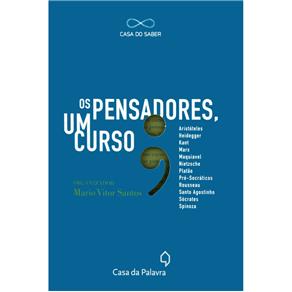 CASA DO SABER
OS PENSADORES,
UM CURSO
Aristóteles
Heidegger
Kant
Marx
Maquiavel
Nietzsche
Platão
Pré-Socráticos
Rousseau
Santo Agostinho
Sócrates
Spinoza
ORGANIZADOR
Mario Vitor Santos
Casa da Palavra